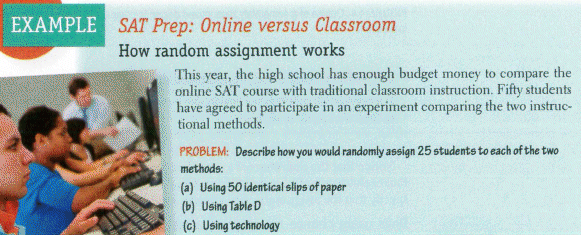 EXAMPLE
SAT Prep: Online versus Classroom
How random assignment works
This year, the high school has enough budget money to compare the
online SAT course with traditional classroom instruction. Fifty students
have agreed to participate in an experiment comparing the two instruc-
tional methods.
PROBLEM: Describe how you would randomly assign 25 students to each of the two
methods:
(a) Using 50 identical slips of paper
(b) Using Table D
(c) Using technology